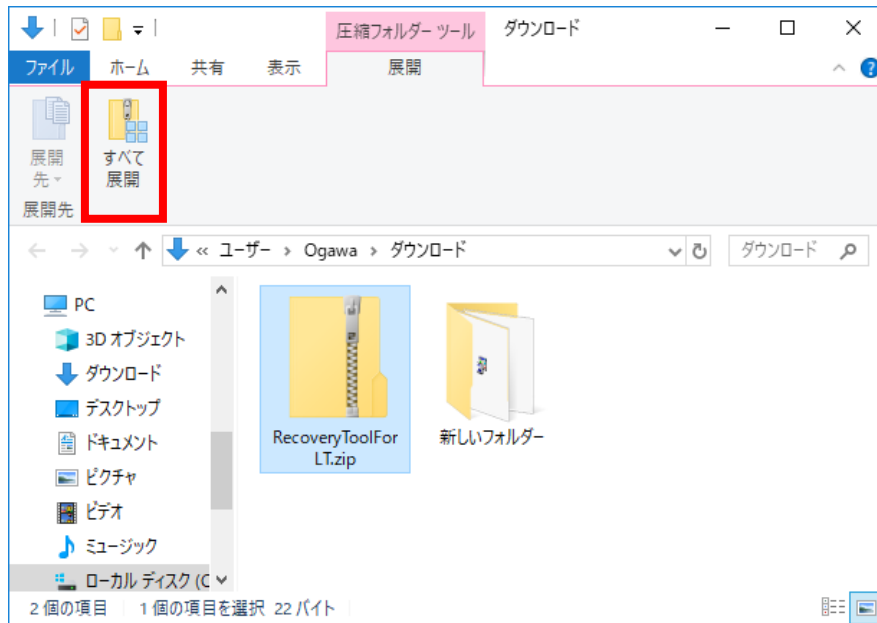 圧縮フォルダー ツール ダウンロード
ファイル ホーム 共有 表示 展開
展開
先
すべて
展開
展開先
« ユーザー › Ogawa › ダウンロード ダウンロード
PC
3D オブジェクト
ダウンロード
デスクトップ
ドキュメント
ピクチャ
ビデオ
ミュージック
ローカル ディスク (C
RecoveryToolFor
LT.zip
新しいフォルダー
2 個の項目 1 個の項目を選択 22 バイト